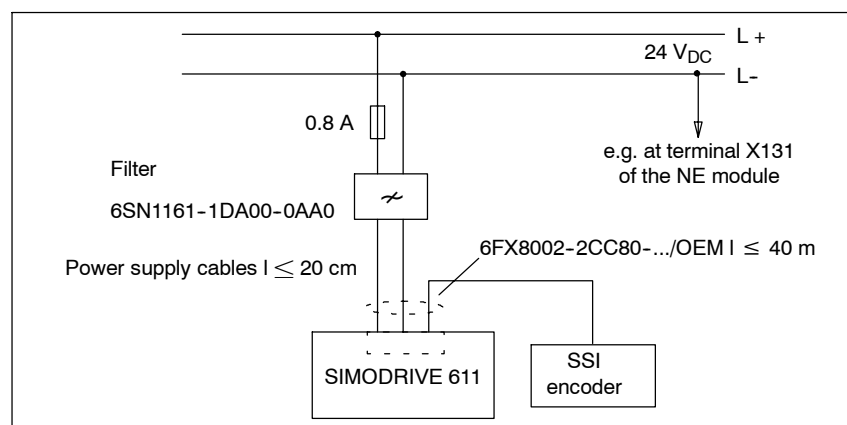 L +
24 VDC
L-
0.8 A
e.g. at terminal X131
of the NE module
Filter
6SN1161-1DA00-0AA0
6FX8002-2CC80-.../OEM l ≤ 40 m
Power supply cables l ≤ 20 cm
SIMODRIVE 611
SSI
encoder